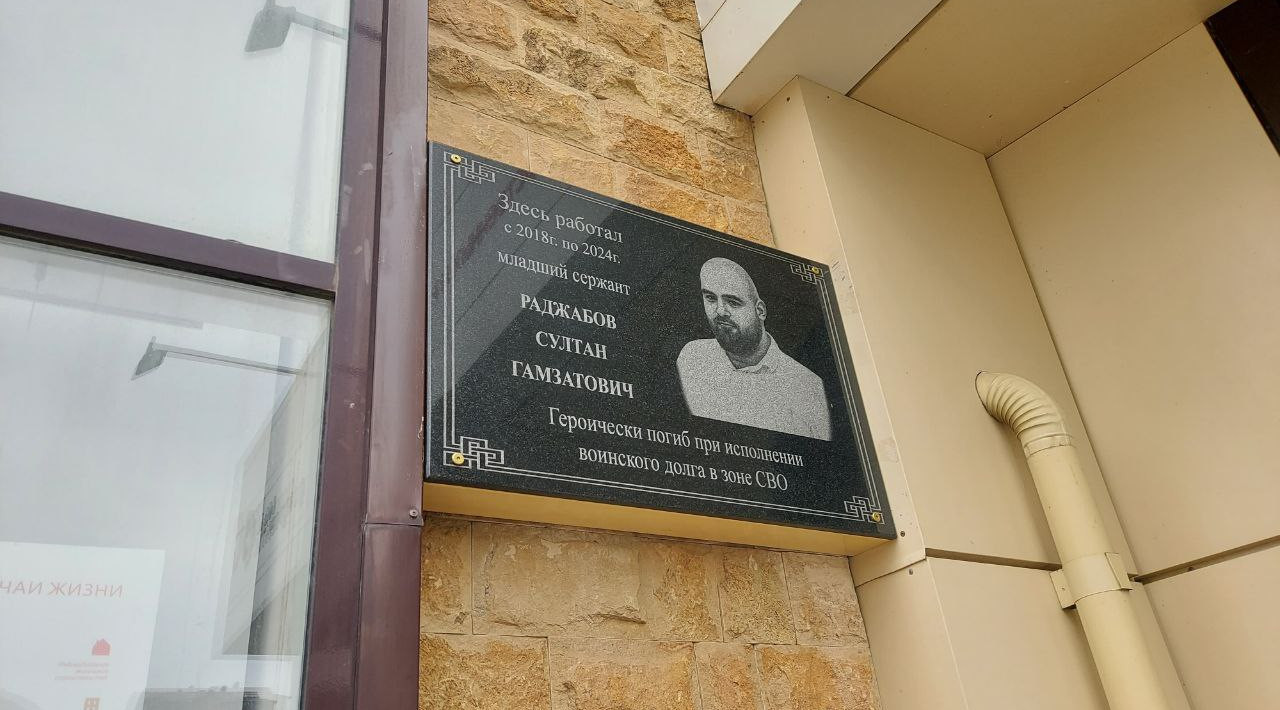 Здесь работал
с 2018г. по 2024г.
младший сержант
РАДЖАБОВ
СУЛТАН
ГАМЗАТОВИЧ
Героически погиб при исполнении
воинского долга в зоне СВО
ЧАИ ЖИЗНИ